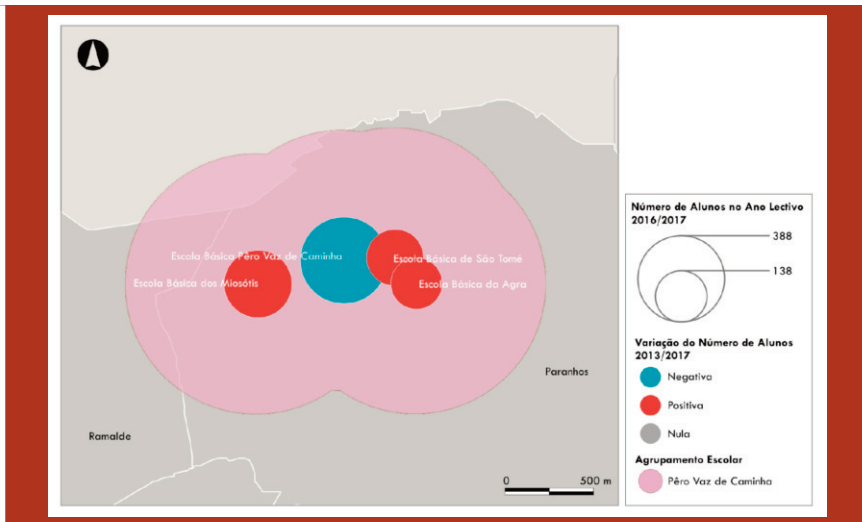 Escola Básica Pêro Vaz de Caminha
Escola Básica de São Tomé
Escola Básica dos Miosótis
Escola Básica da Agra
Paranhos
Ramalde
0 500 m
Número de Alunos no Ano Lectivo
2016/2017
388
138
Variação do Número de Alunos
2013/2017
Negativa
Positiva
Nula
Agrupamento Escolar
Pêro Vaz de Caminha